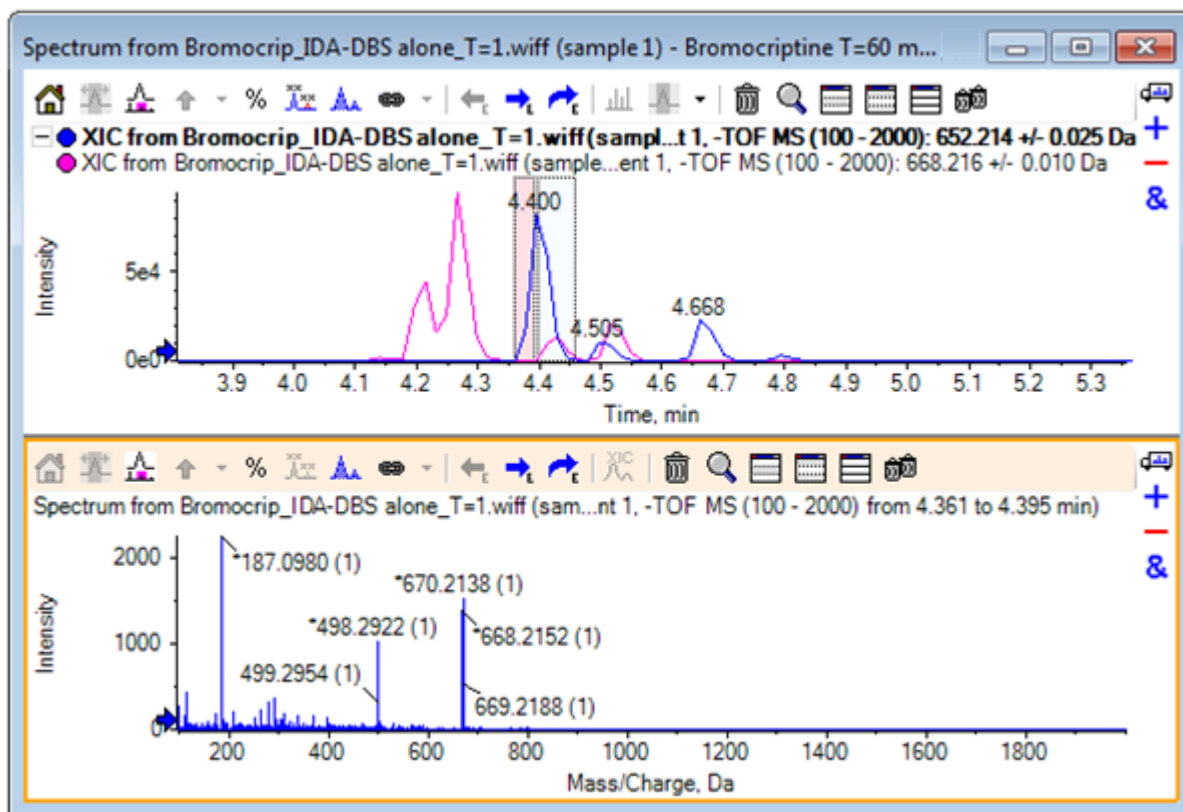 Spectrum from Bromocrip_IDA-DBS alone_T=1.wiff (sample 1) - Bromocriptine T=60 m...
%
XIC from Bromocrip_IDA-DBS alone_T=1.wiff (sampl...t 1, -TOF MS (100 - 2000): 652.214 +/- 0.025 Da
XIC from Bromocrip_IDA-DBS alone_T=1.wiff (sample...ent 1, -TOF MS (100 - 2000): 668.216 +/- 0.010 Da
&
4.400
5e4
4.668
4.505
0e0
Intensity
3.9 4.0 4.1 4.2 4.3 4.4 4.5 4.6 4.7 4.8 4.9 5.0 5.1 5.2 5.3
Time, min
% XIC
Spectrum from Bromocrip_IDA-DBS alone_T=1.wiff (sam...nt 1, -TOF MS (100 - 2000) from 4.361 to 4.395 min)
&
2000
*187.0980 (1)
*670.2138 (1)
*498.2922 (1)
*668.2152 (1)
1000
499.2954 (1)
669.2188 (1)
0
Intensity
200 400 600 800 1000 1200 1400 1600 1800
Mass/Charge, Da